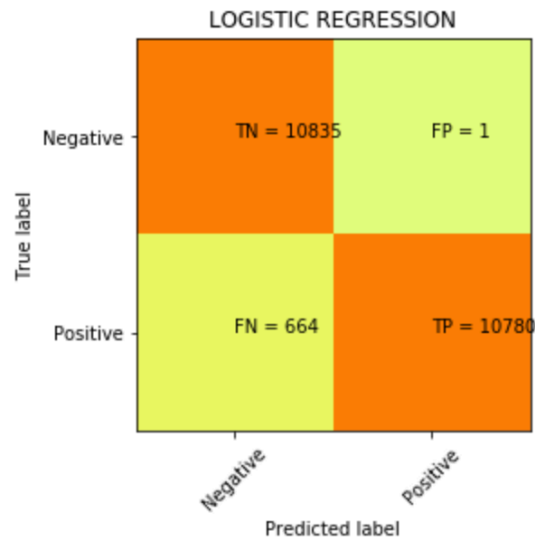 LOGISTIC REGRESSION
Negative
TN = 10835
FP = 1
True label
Positive
FN = 664
TP = 10780
Negative
Positive
Predicted label